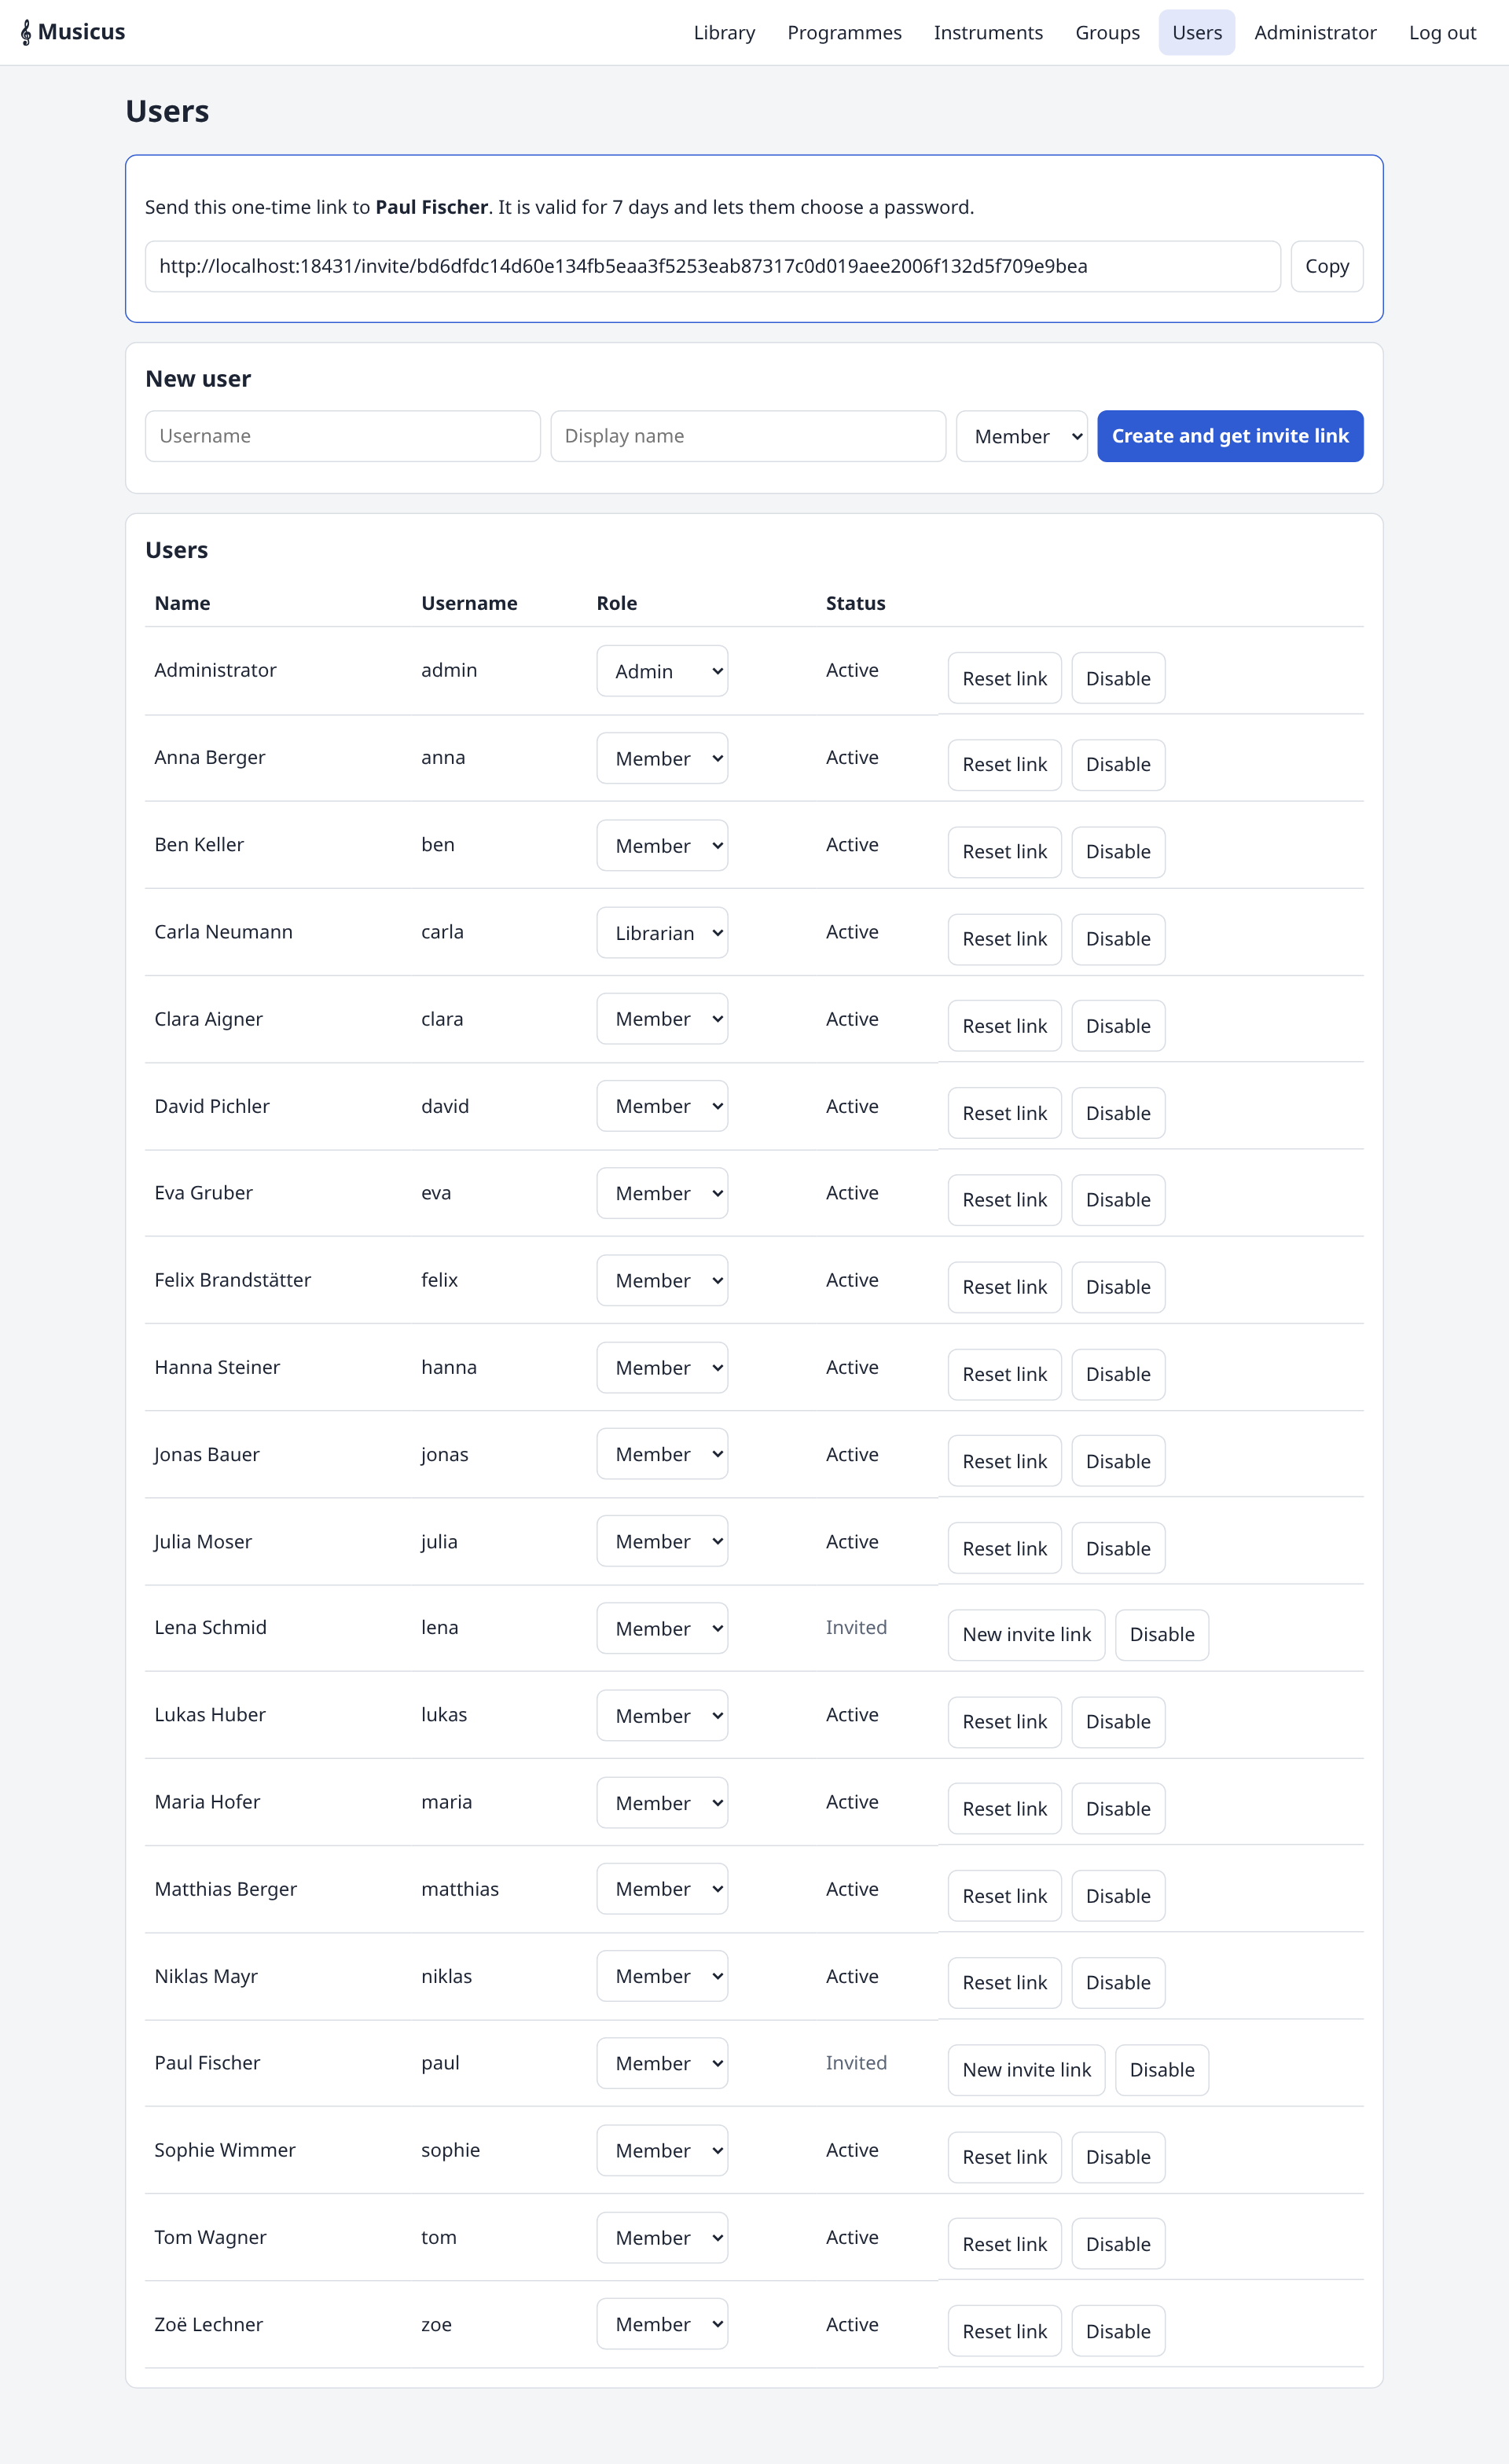 𝄞 Musicus Library Programmes Instruments Groups Users Administrator Log out
Users
Send this one-time link to Paul Fischer. It is valid for 7 days and lets them choose a password.
http://localhost:18431/invite/bd6dfdc14d60e134fb5eaa3f5253eab87317c0d019aee2006f132d5f709e9bea Copy
New user
Username Display name Member Create and get invite link
Users
Name Username Role Status
Administrator admin Admin Active Reset link Disable
Anna Berger anna Member Active Reset link Disable
Ben Keller ben Member Active Reset link Disable
Carla Neumann carla Librarian Active Reset link Disable
Clara Aigner clara Member Active Reset link Disable
David Pichler david Member Active Reset link Disable
Eva Gruber eva Member Active Reset link Disable
Felix Brandstätter felix Member Active Reset link Disable
Hanna Steiner hanna Member Active Reset link Disable
Jonas Bauer jonas Member Active Reset link Disable
Julia Moser julia Member Active Reset link Disable
Lena Schmid lena Member Invited New invite link Disable
Lukas Huber lukas Member Active Reset link Disable
Maria Hofer maria Member Active Reset link Disable
Matthias Berger matthias Member Active Reset link Disable
Niklas Mayr niklas Member Active Reset link Disable
Paul Fischer paul Member Invited New invite link Disable
Sophie Wimmer sophie Member Active Reset link Disable
Tom Wagner tom Member Active Reset link Disable
Zoë Lechner zoe Member Active Reset link Disable